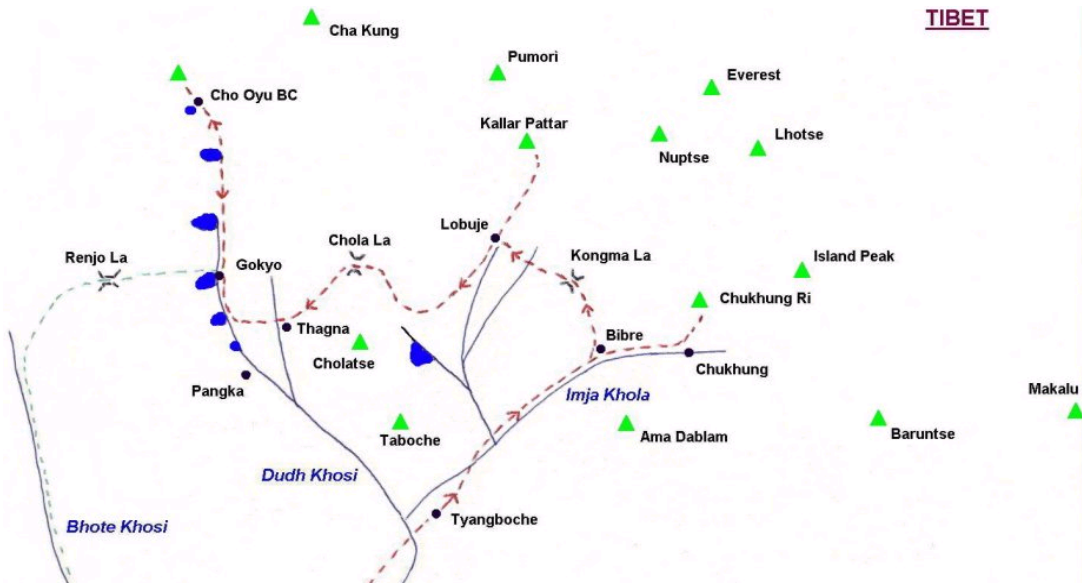 TIBET
Cha Kung
Pumori
Everest
Cho Oyu BC
Kallar Pattar
Nuptse
Lhotse
Lobuje
Chola La
Kongma La
Renjo La
Gokyo
Island Peak
Chukhung Ri
Thagna
Bibre
Cholatse
Chukhung
Pangka
Imja Khola
Makalu
Taboche
Ama Dablam
Baruntse
Dudh Khosi
Bhote Khosi
Tyangboche